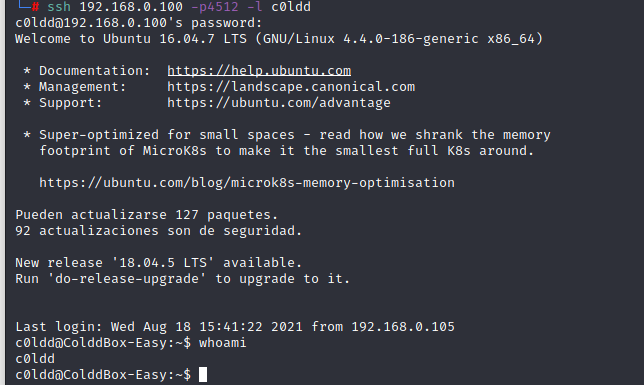 └─# ssh 192.168.0.100 -p4512 -l c0ldd
c0ldd@192.168.0.100's password:
Welcome to Ubuntu 16.04.7 LTS (GNU/Linux 4.4.0-186-generic x86_64)
* Documentation: https://help.ubuntu.com
* Management: https://landscape.canonical.com
* Support: https://ubuntu.com/advantage
* Super-optimized for small spaces - read how we shrank the memory
footprint of MicroK8s to make it the smallest full K8s around.
https://ubuntu.com/blog/microk8s-memory-optimisation
Pueden actualizarse 127 paquetes.
92 actualizaciones son de seguridad.
New release '18.04.5 LTS' available.
Run 'do-release-upgrade' to upgrade to it.
Last login: Wed Aug 18 15:41:22 2021 from 192.168.0.105
c0ldd@ColddBox-Easy:~$ whoami
c0ldd
c0ldd@ColddBox-Easy:~$